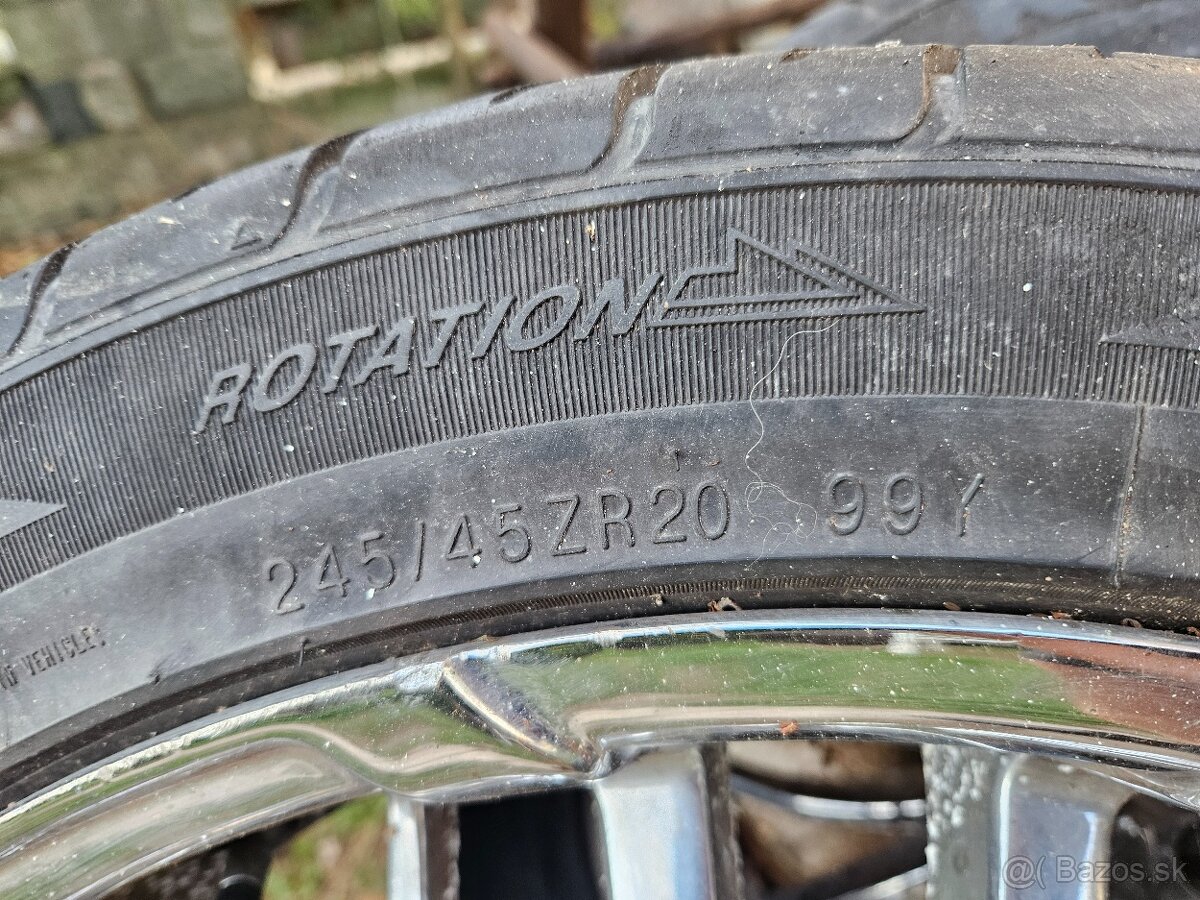 ROTATION
245/45ZR20 99Y
VEHICLE:
Bazos.sk